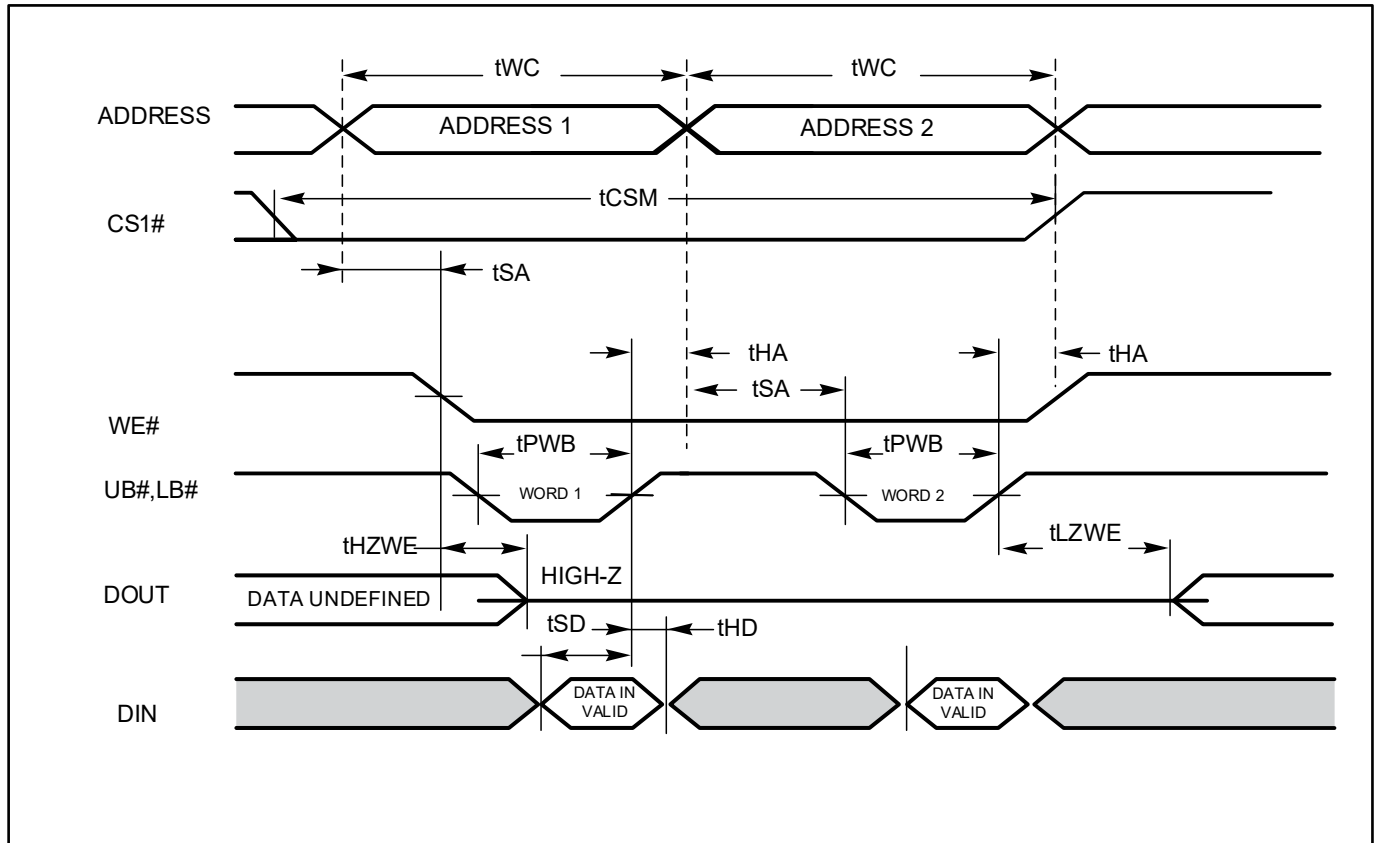 tWC tWC
ADDRESS ADDRESS 1 ADDRESS 2
tCSM
CS1#
tSA
tHA tHA
tSA
WE#
tPWB tPWB
UB#,LB# WORD 1 WORD 2
tHZWE tLZWE
HIGH-Z
DOUT DATA UNDEFINED
tSD tHD
DATA IN DATA IN
DIN VALID VALID